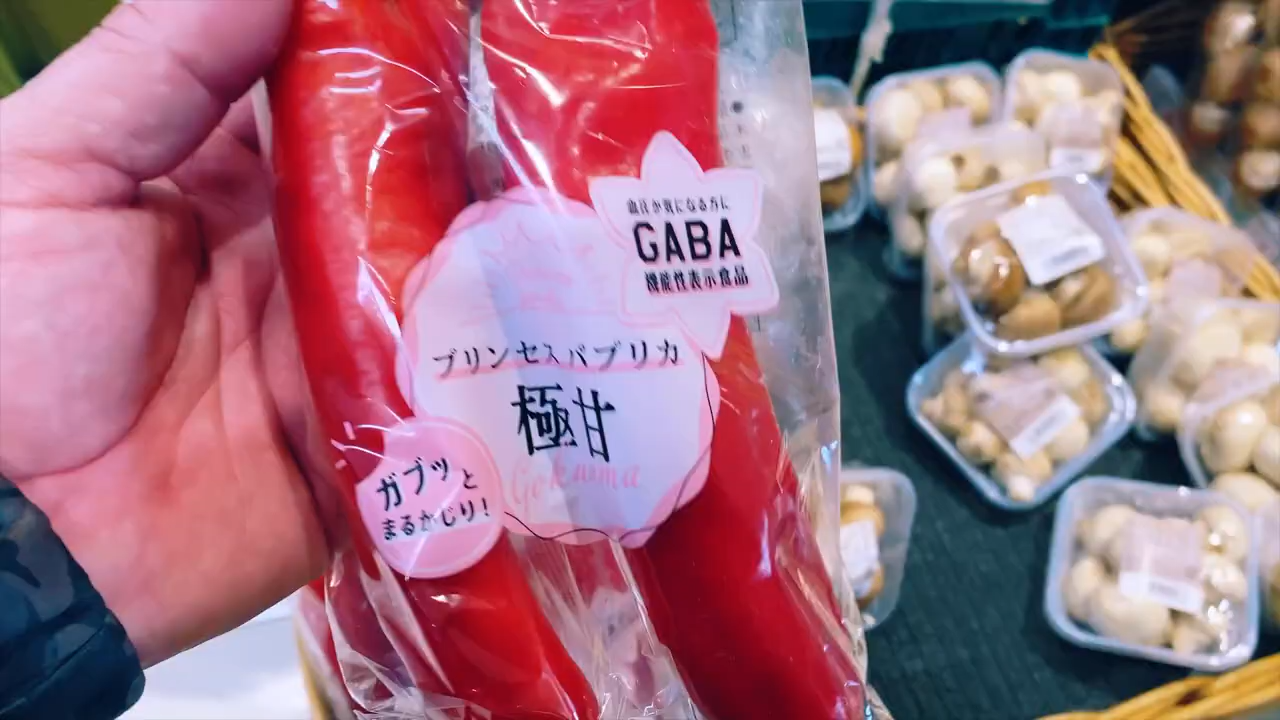 血圧が気になる方に
GABA
機能性表示食品
プリンセスパプリカ
極甘
Gokuama
ガブッと
まるかじり!